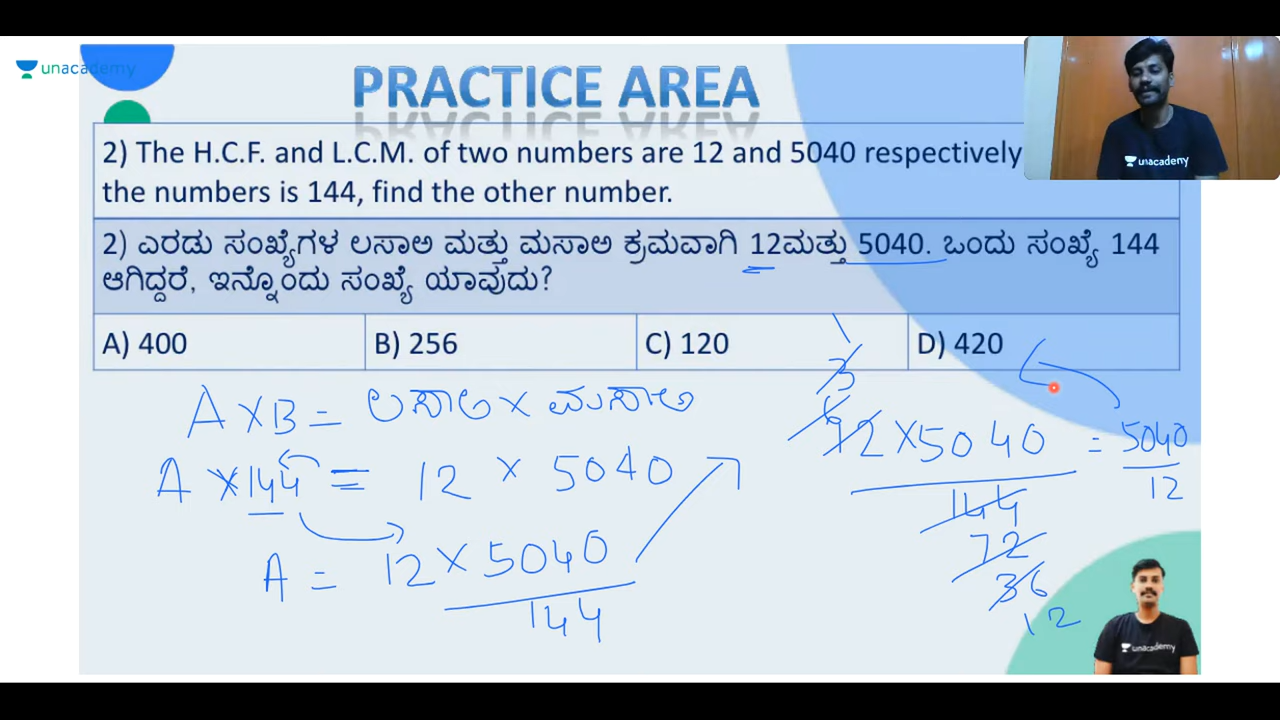 unacademy
PRACTICE AREA
unacademy
2) The H.C.F. and L.C.M. of two numbers are 12 and 5040 respectively
the numbers is 144, find the other number.
2) ಎರಡು ಸಂಖ್ಯೆಗಳ ಲಸಾಅ ಮತ್ತು ಮಸಾಅ ಕ್ರಮವಾಗಿ 12ಮತ್ತು 5040. ಒಂದು ಸಂಖ್ಯೆ 144
ಆಗಿದ್ದರೆ, ಇನ್ನೊಂದು ಸಂಖ್ಯೆ ಯಾವುದು?
A) 400 B) 256 C) 120 D) 420
A X B = ಲಸಾಅ X ಮಸಾಅ
A X 144 = 12 X 5040
A = 12 X 5040
144
1
3
6
12 X 5040 = 5040
144 12
72
36
12
unacademy